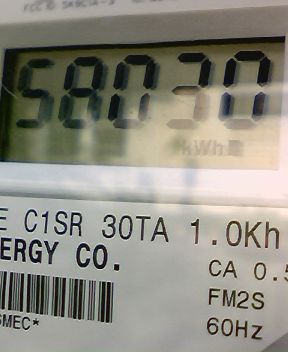 58030
kWh
E C1SR 30TA 1.0Kh
ERGY CO.
CA 0.5
FM2S
SMEC*
60Hz